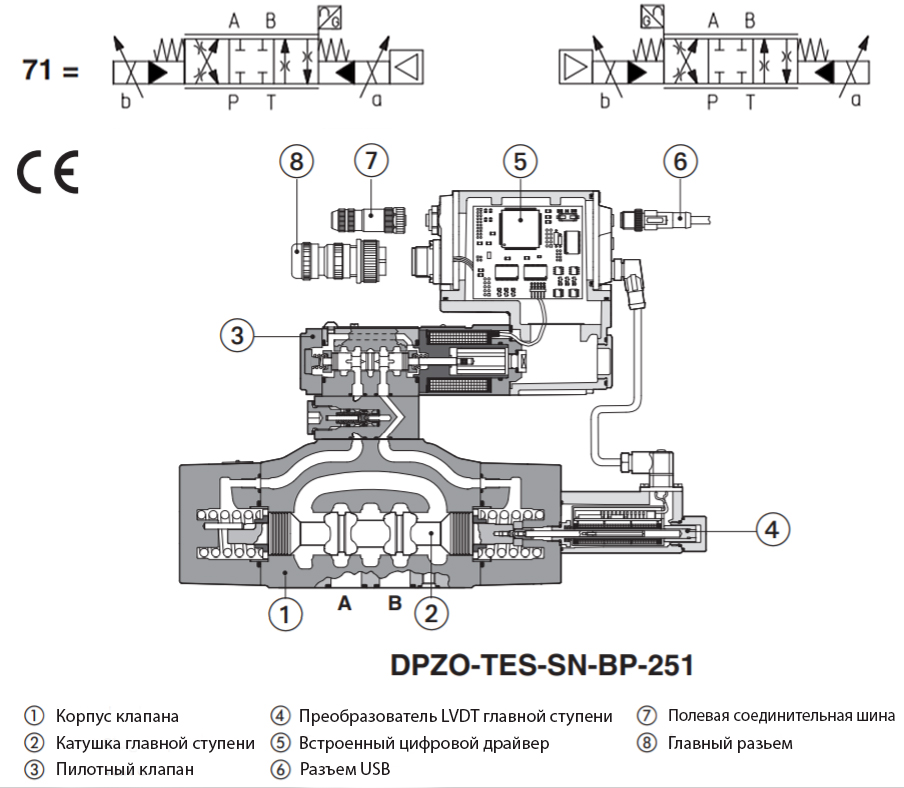 A B G
G A B
71 =
b P T a
b P T a
CE
8 7 5 6
3
4
1 A B 2
DPZO-TES-SN-BP-251
1 Корпус клапана
2 Катушка главной ступени
3 Пилотный клапан
4 Преобразователь LVDT главной ступени
5 Встроенный цифровой драйвер
6 Разъем USB
7 Полевая соединительная шина
8 Главный разьем